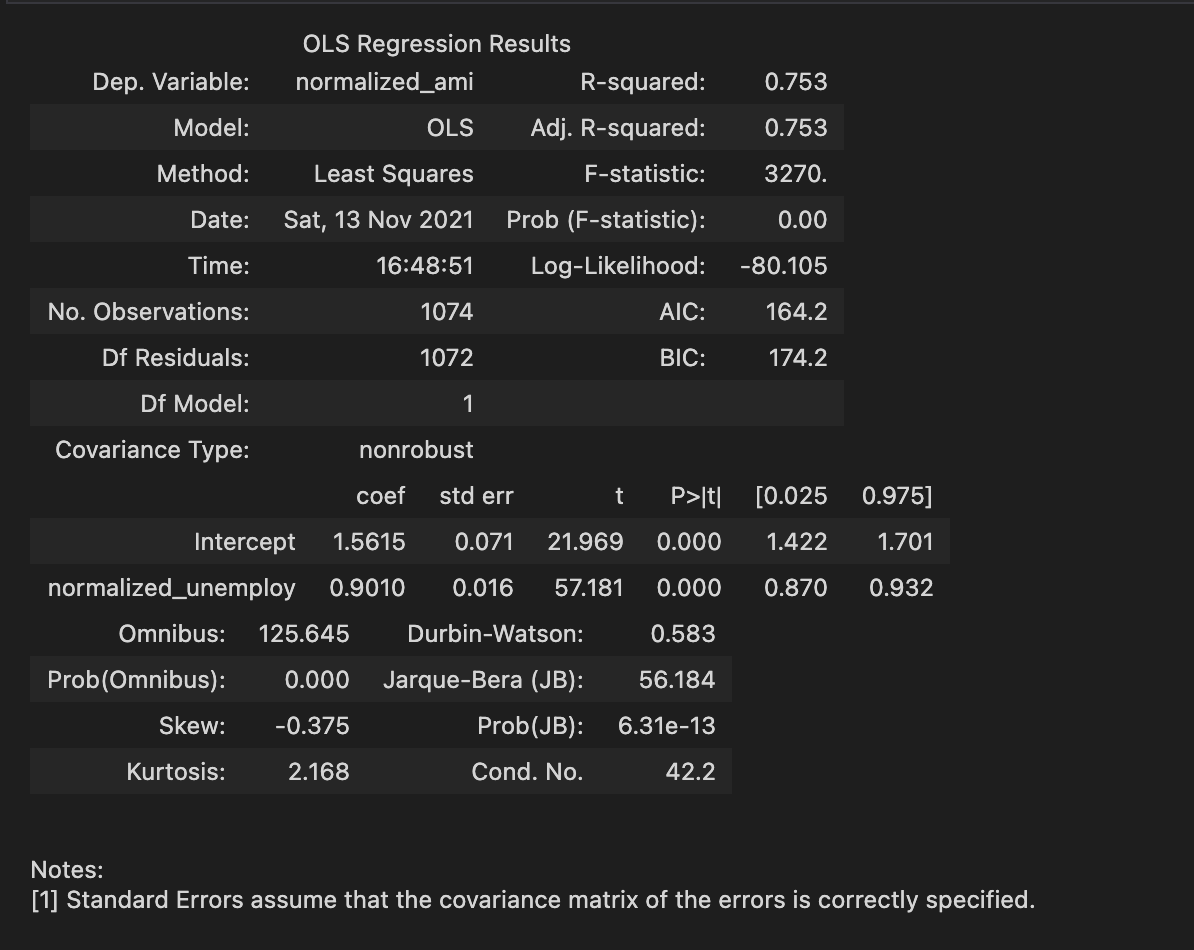 OLS Regression Results
Dep. Variable: normalized_ami R-squared: 0.753
Model: OLS Adj. R-squared: 0.753
Method: Least Squares F-statistic: 3270.
Date: Sat, 13 Nov 2021 Prob (F-statistic): 0.00
Time: 16:48:51 Log-Likelihood: -80.105
No. Observations: 1074 AIC: 164.2
Df Residuals: 1072 BIC: 174.2
Df Model: 1
Covariance Type: nonrobust
coef std err t P>|t| [0.025 0.975]
Intercept 1.5615 0.071 21.969 0.000 1.422 1.701
normalized_unemploy 0.9010 0.016 57.181 0.000 0.870 0.932
Omnibus: 125.645 Durbin-Watson: 0.583
Prob(Omnibus): 0.000 Jarque-Bera (JB): 56.184
Skew: -0.375 Prob(JB): 6.31e-13
Kurtosis: 2.168 Cond. No. 42.2
Notes:
[1] Standard Errors assume that the covariance matrix of the errors is correctly specified.